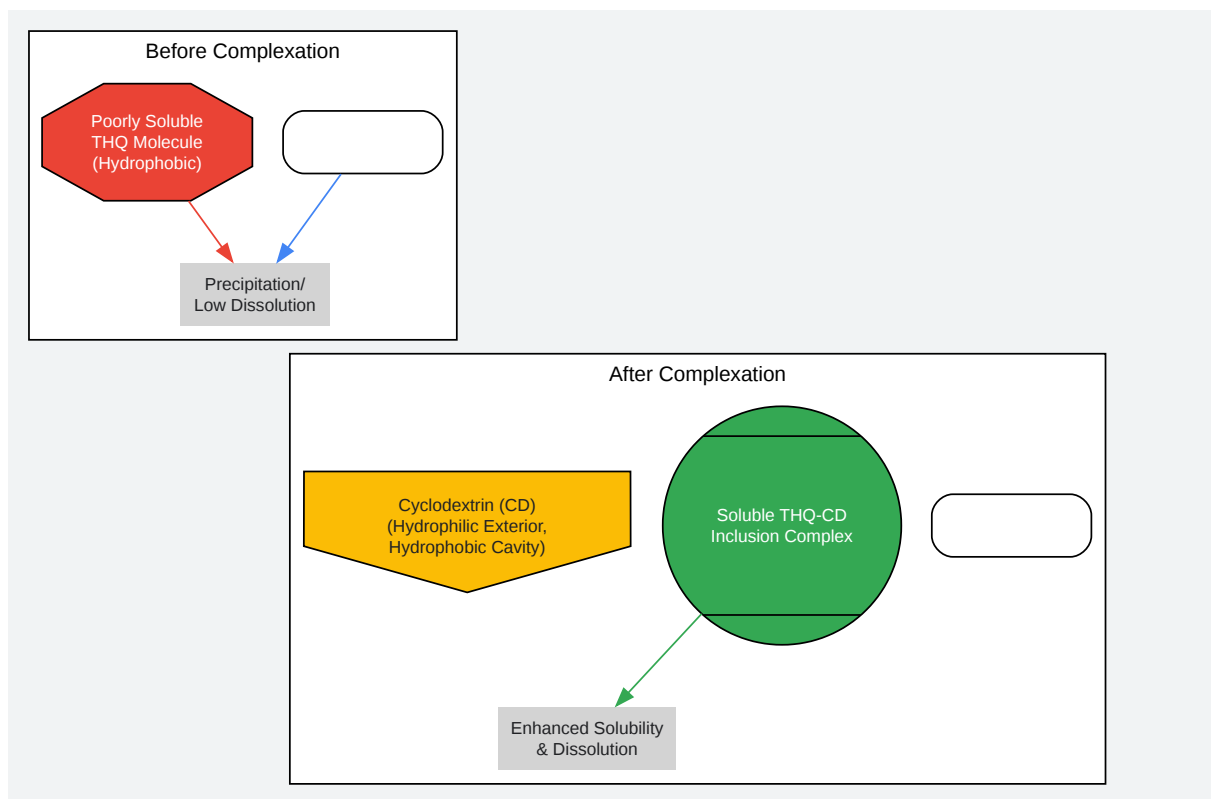 Before Complexation
Poorly Soluble
THQ Molecule
(Hydrophobic)
Precipitation/
Low Dissolution
After Complexation
Cyclodextrin (CD)
(Hydrophilic Exterior,
Hydrophobic Cavity)
Soluble THQ-CD
Inclusion Complex
Enhanced Solubility
& Dissolution